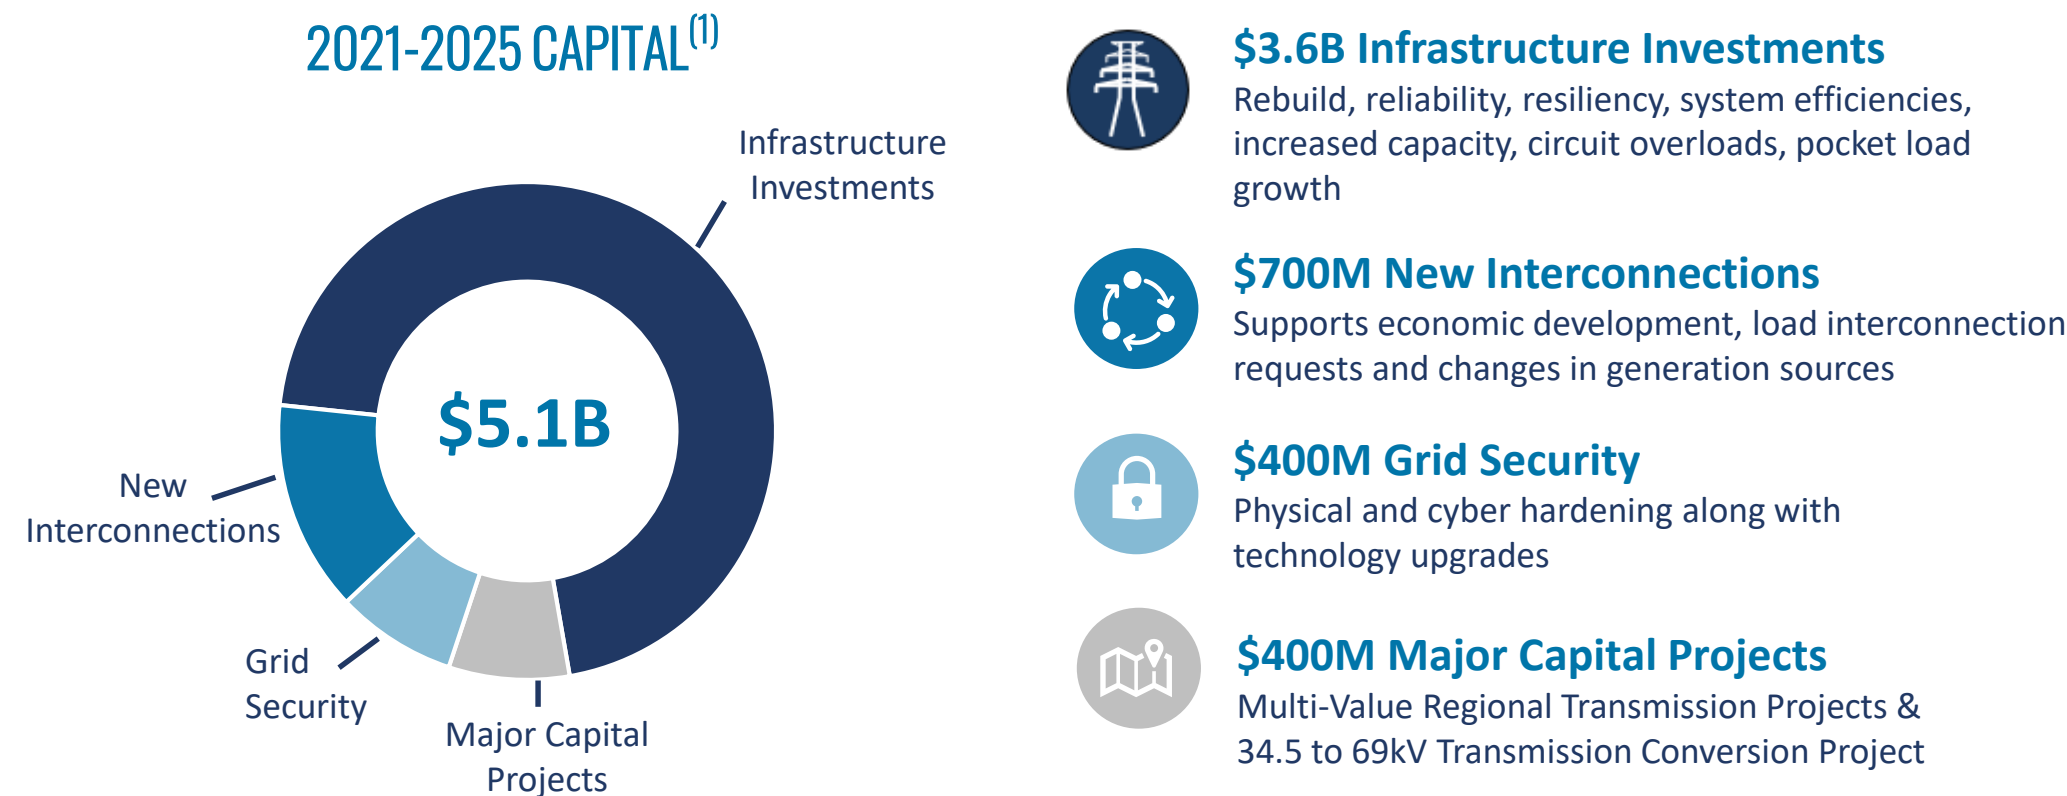 2021-2025 CAPITAL(1)
Infrastructure
Investments
$5.1B
New
Interconnections
Grid
Security
Major Capital
Projects
$3.6B Infrastructure Investments
Rebuild, reliability, resiliency, system efficiencies,
increased capacity, circuit overloads, pocket load
growth
$700M New Interconnections
Supports economic development, load interconnection
requests and changes in generation sources
$400M Grid Security
Physical and cyber hardening along with
technology upgrades
$400M Major Capital Projects
Multi-Value Regional Transmission Projects &
34.5 to 69kV Transmission Conversion Project